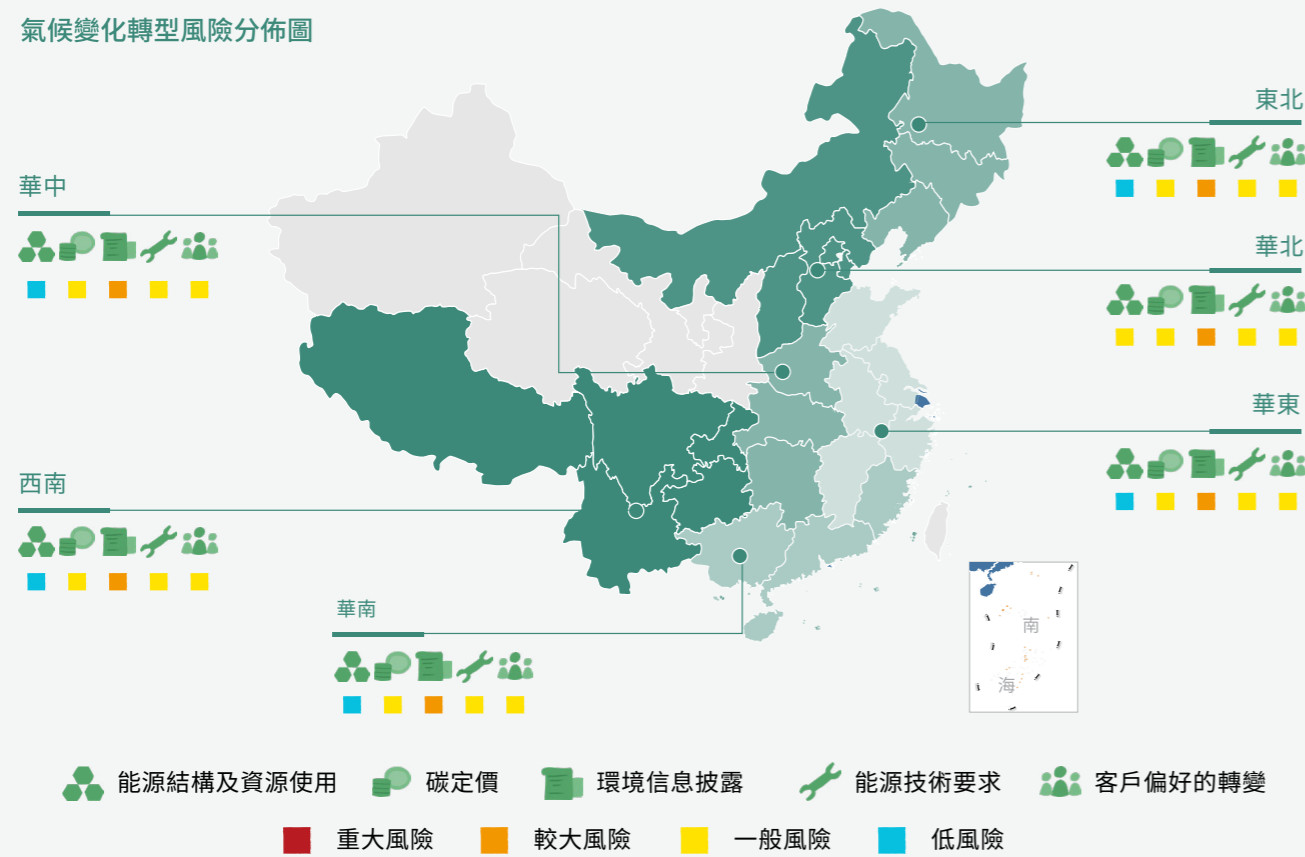 氣候變化轉型風險分佈圖
東北
華中
華北
華東
西南
華南
南
海
能源結構及資源使用
碳定價
環境信息披露
能源技術要求
客戶偏好的轉變
重大風險
較大風險
一般風險
低風險